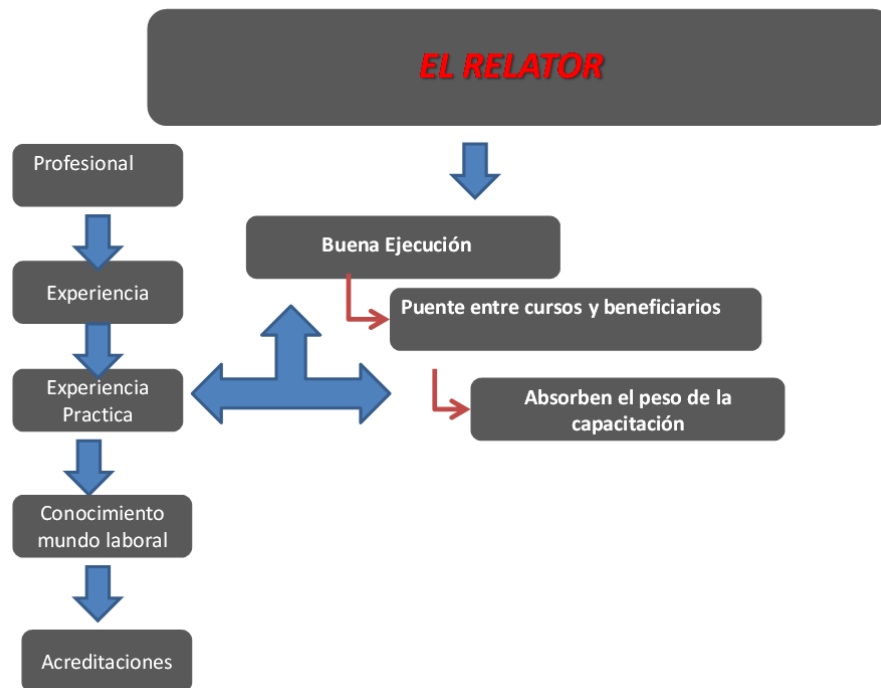 EL RELATOR
Profesional
Experiencia
Experiencia
Practica
Conocimiento
mundo laboral
Acreditaciones
Buena Ejecución
Puente entre cursos y beneficiarios
Absorben el peso de la
capacitación